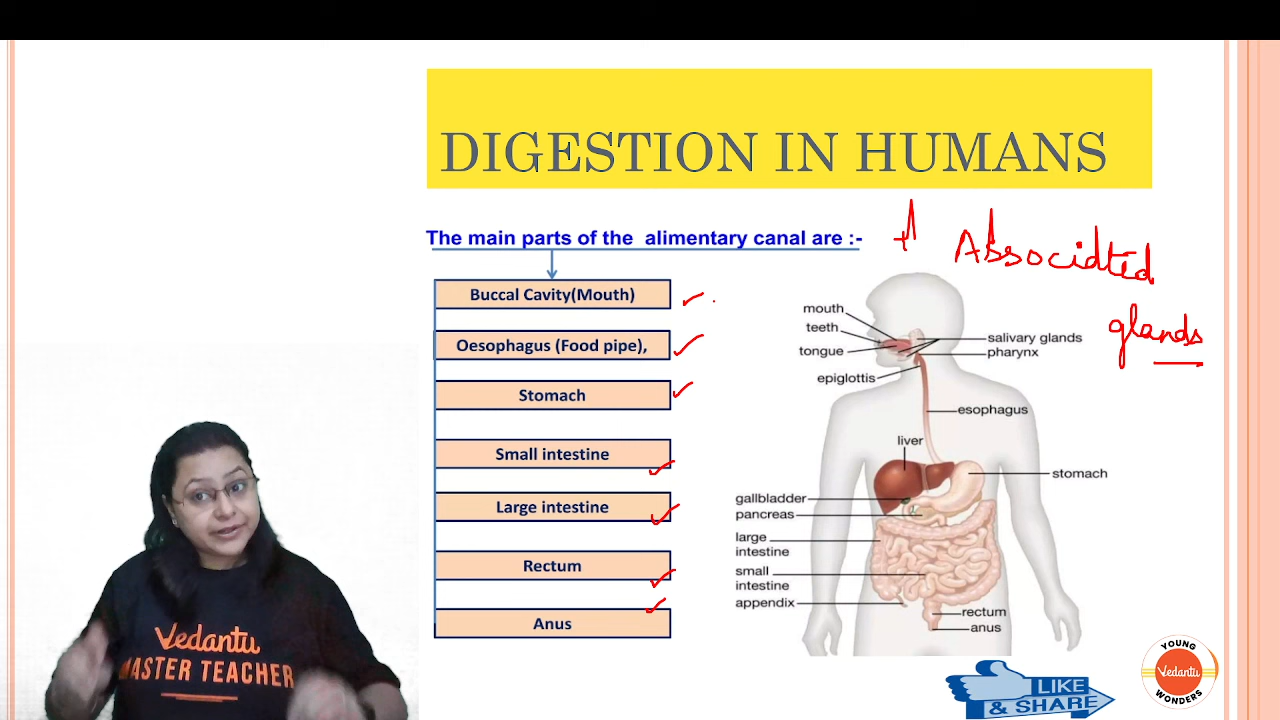 DIGESTION IN HUMANS
The main parts of the alimentary canal are :-
+ Associated
glands
Buccal Cavity(Mouth)
Oesophagus (Food pipe),
Stomach
Small intestine
Large intestine
Rectum
Anus
mouth
teeth
tongue
epiglottis
salivary glands
pharynx
esophagus
liver
stomach
gallbladder
pancreas
large
intestine
small
intestine
appendix
rectum
anus
Vedantu
MASTER TEACHER
LIKE
& SHARE
YOUNG
Vedantu
WONDERS